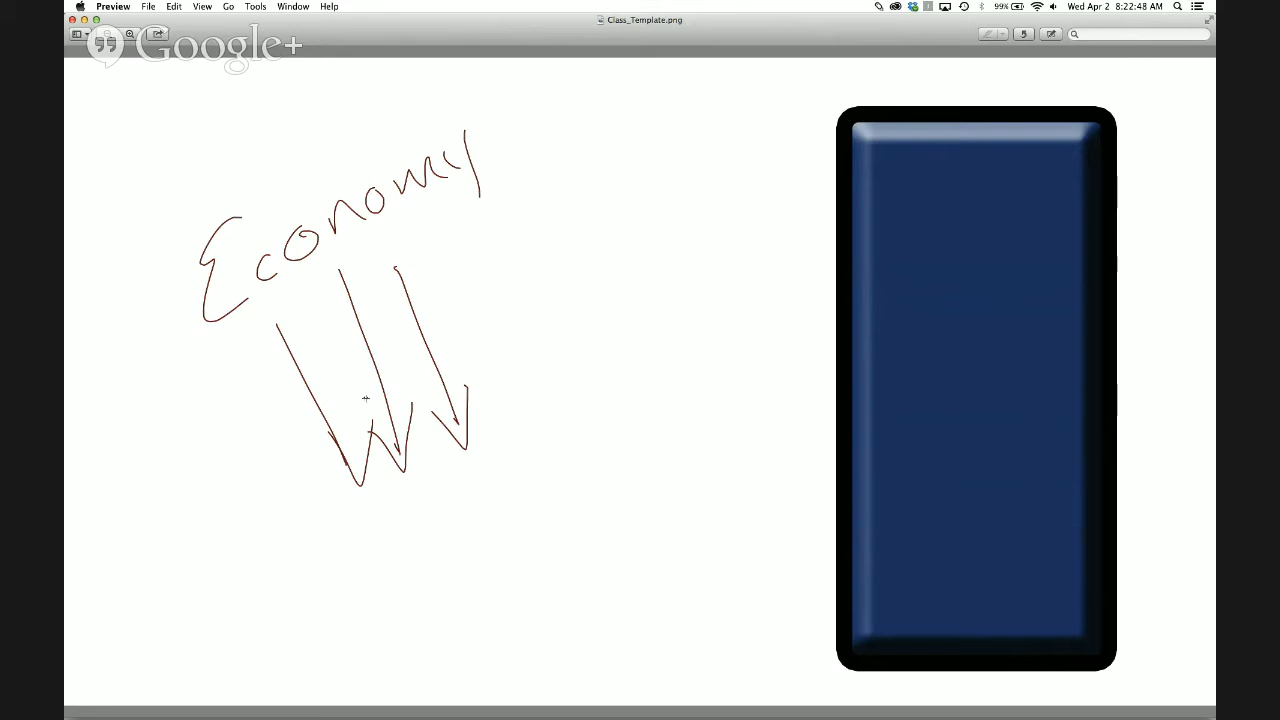 Preview File Edit View Go Tools Window Help 99% Wed Apr 2 8:22:48 AM
Class_Template.png
Google+
Economy